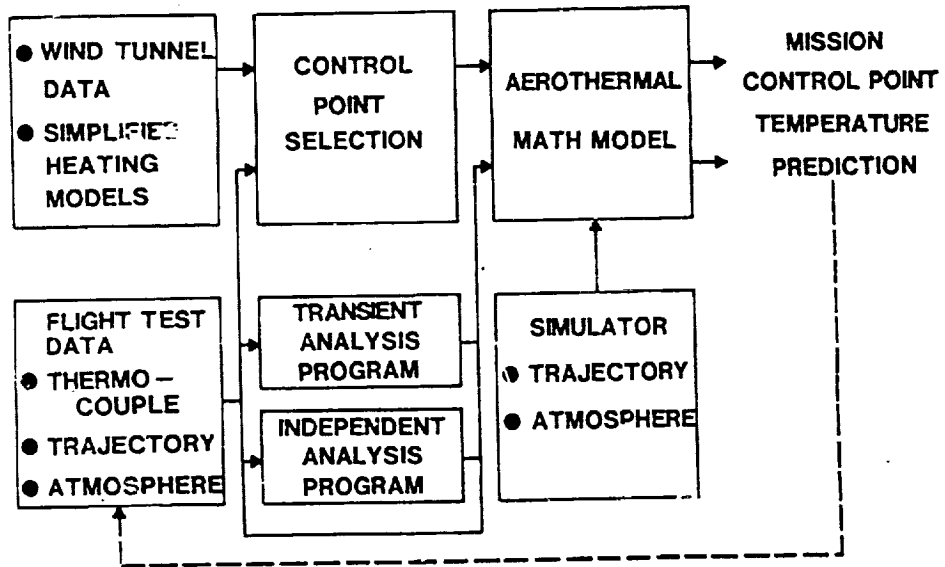 ● WIND TUNNEL
DATA
● SIMPLIFIED
HEATING
MODELS
CONTROL
POINT
SELECTION
AEROTHERMAL
MATH MODEL
MISSION
CONTROL POINT
TEMPERATURE
PREDICTION
FLIGHT TEST
DATA
● THERMO –
COUPLE
● TRAJECTORY
● ATMOSPHERE
TRANSIENT
ANALYSIS
PROGRAM
INDEPENDENT
ANALYSIS
PROGRAM
SIMULATOR
● TRAJECTORY
● ATMOSPHERE